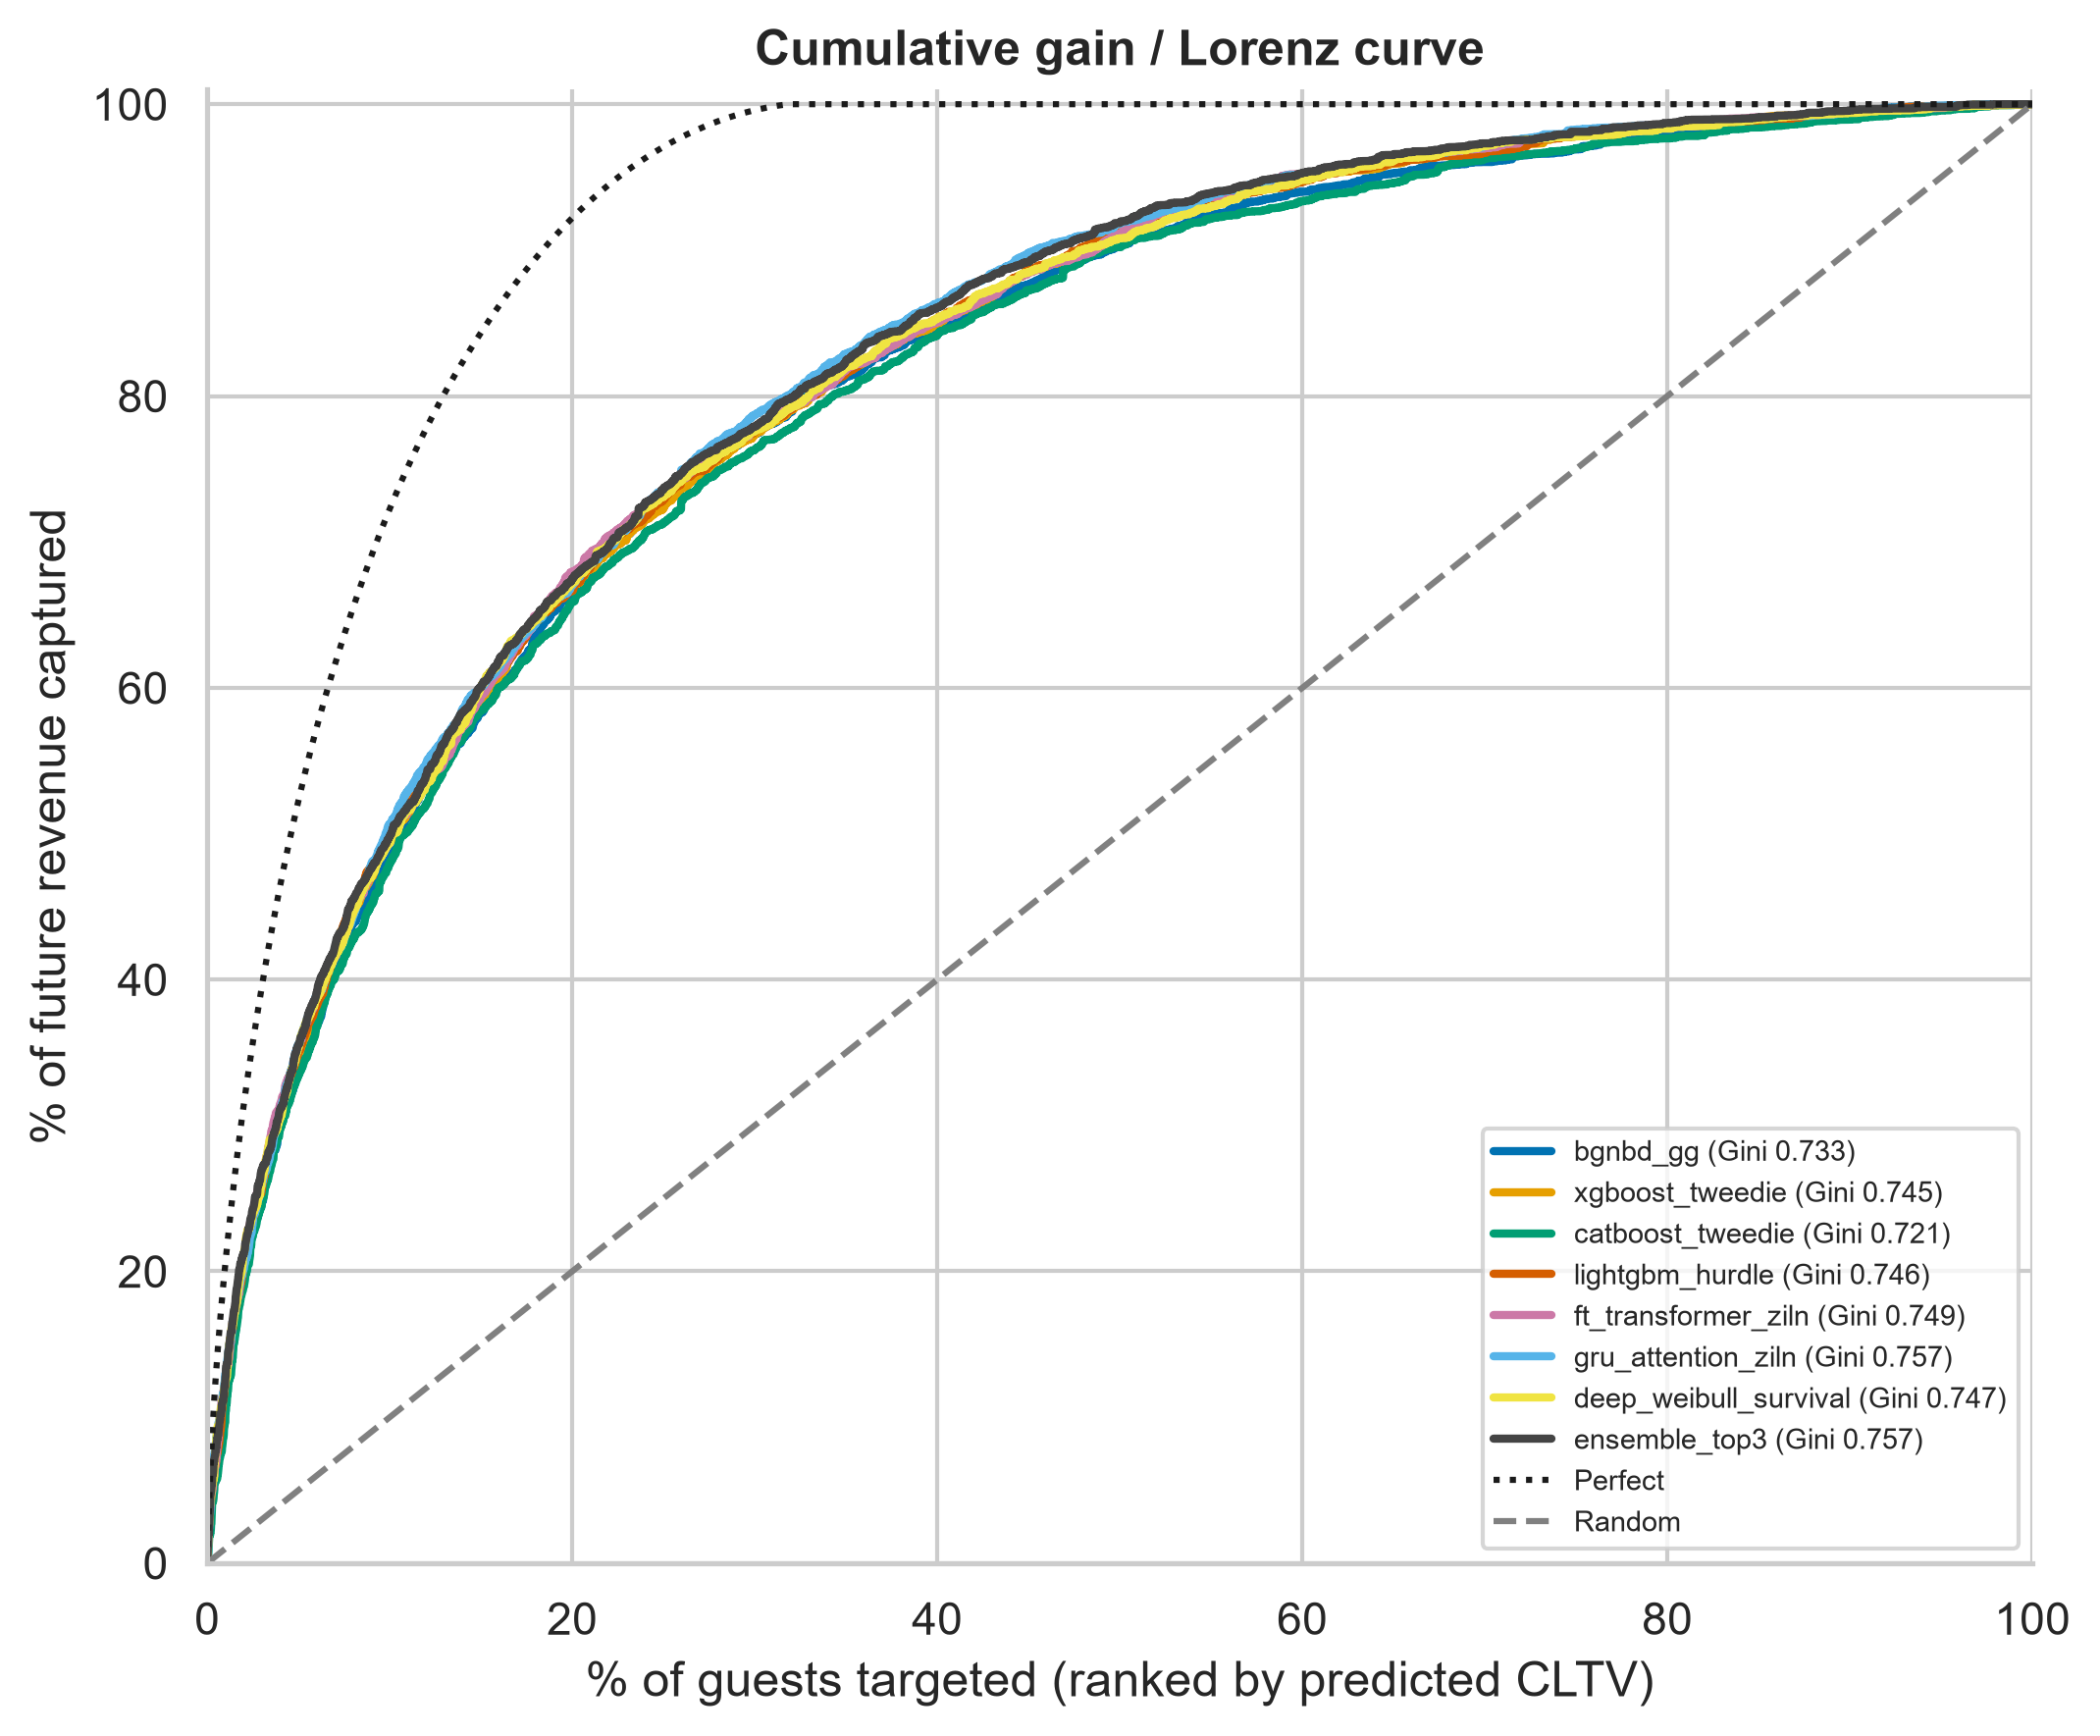 Cumulative gain / Lorenz curve
100
80
60
40
20
0
% of future revenue captured
0 20 40 60 80 100
% of guests targeted (ranked by predicted CLTV)
bgnbd_gg (Gini 0.733)
xgboost_tweedie (Gini 0.745)
catboost_tweedie (Gini 0.721)
lightgbm_hurdle (Gini 0.746)
ft_transformer_ziln (Gini 0.749)
gru_attention_ziln (Gini 0.757)
deep_weibull_survival (Gini 0.747)
ensemble_top3 (Gini 0.757)
Perfect
Random